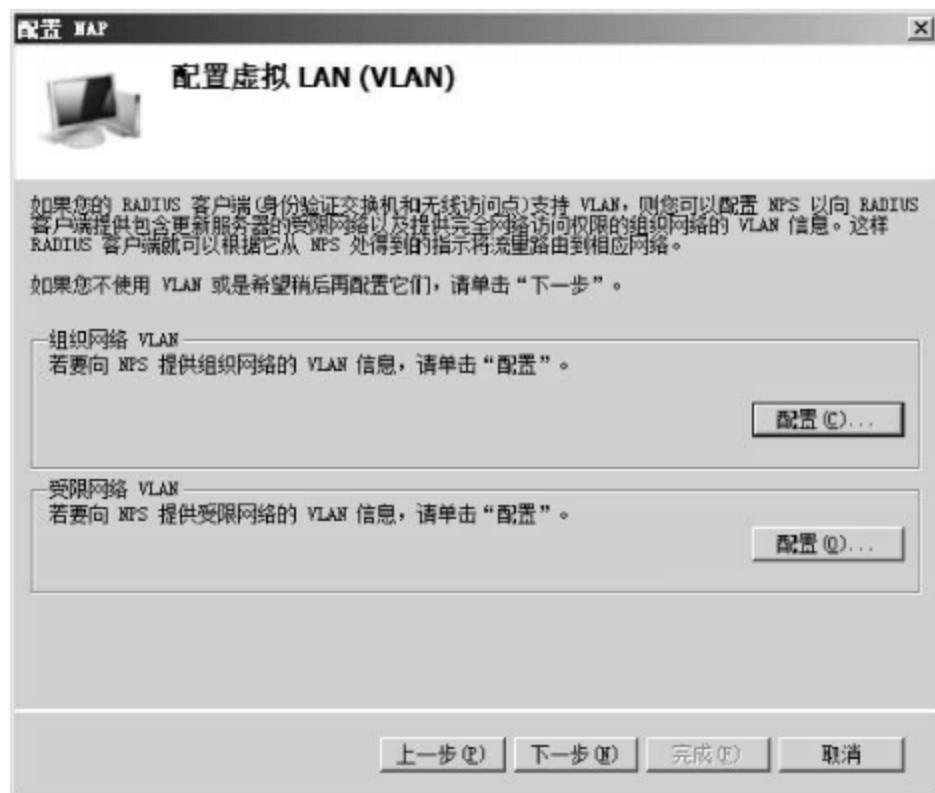 配置 NAP
配置虚拟 LAN (VLAN)
如果您的 RADIUS 客户端(身份验证交换机和无线访问点)支持 VLAN，则您可以配置 NPS 以向 RADIUS
客户端提供包含更新服务器的受限网络以及提供完全网络访问权限的组织网络的 VLAN 信息。这样
RADIUS 客户端就可以根据它从 NPS 处得到的指示将流量路由到相应网络。
如果您不使用 VLAN 或是希望稍后再配置它们，请单击“下一步”。
组织网络 VLAN
若要向 NPS 提供组织网络的 VLAN 信息，请单击“配置”。
配置(C)...
受限网络 VLAN
若要向 NPS 提供受限网络的 VLAN 信息，请单击“配置”。
配置(O)...
上一步(P)
下一步(N)
完成(F)
取消